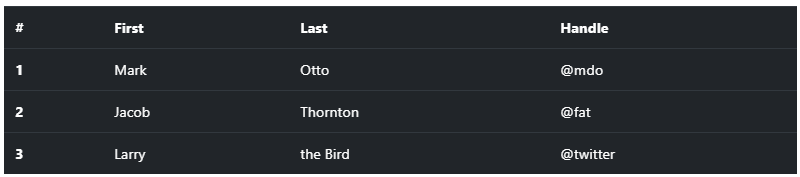 # First Last Handle
1 Mark Otto @mdo
2 Jacob Thornton @fat
3 Larry the Bird @twitter